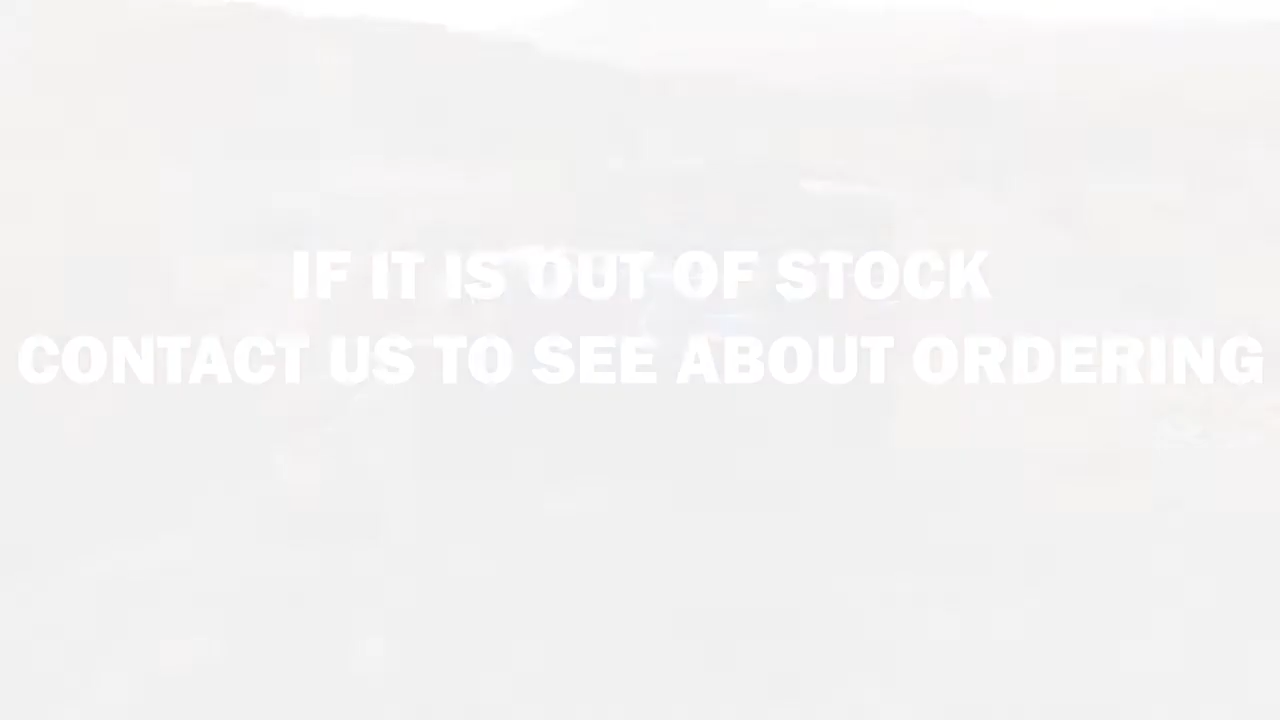 IF IT IS OUT OF STOCK
CONTACT US TO SEE ABOUT ORDERING